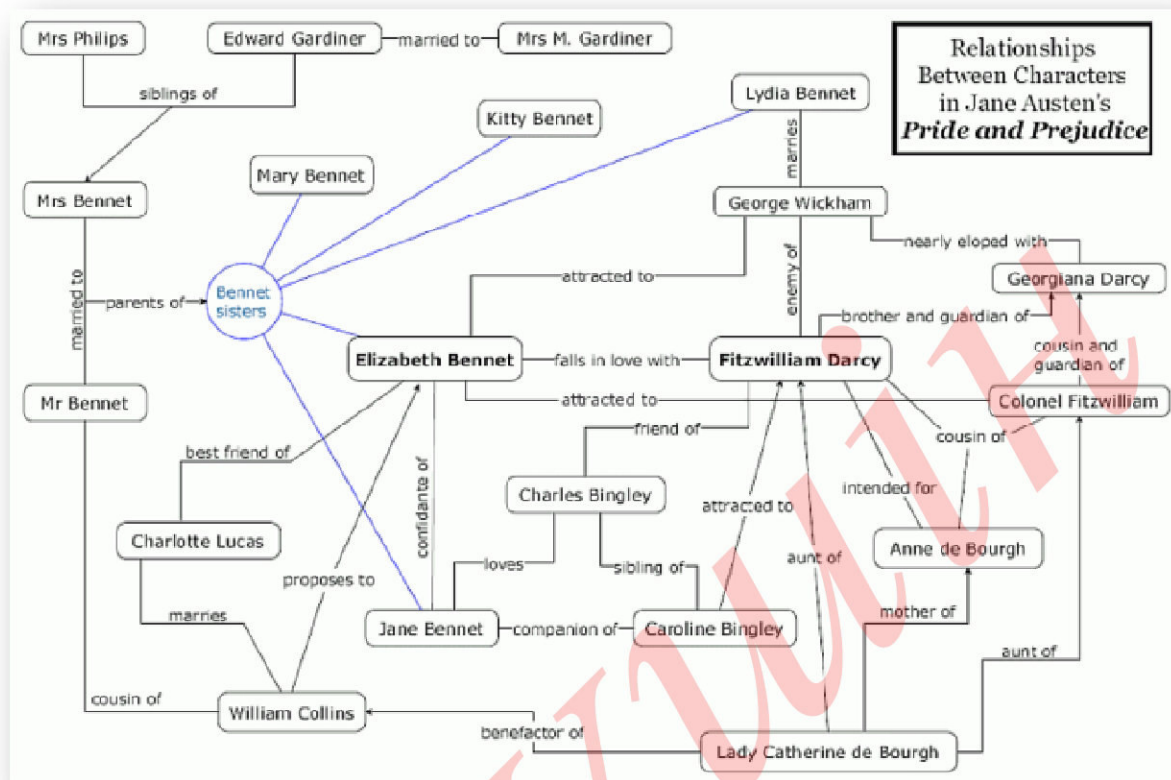 Mrs Philips
Edward Gardiner
married to
Mrs M. Gardiner
Relationships
Between Characters
in Jane Austen's
Pride and Prejudice
siblings of
Lydia Bennet
Kitty Bennet
marries
Mary Bennet
Mrs Bennet
George Wickham
nearly eloped with
attracted to
enemy of
Georgiana Darcy
married to
parents of
Bennet
sisters
brother and guardian of
Elizabeth Bennet
falls in love with
Fitzwilliam Darcy
cousin and
guardian of
Mr Bennet
attracted to
Colonel Fitzwilliam
friend of
cousin of
best friend of
confidante of
Charles Bingley
attracted to
intended for
Charlotte Lucas
aunt of
Anne de Bourgh
proposes to
loves
sibling of
marries
Jane Bennet
companion of
Caroline Bingley
mother of
aunt of
cousin of
William Collins
benefactor of
Lady Catherine de Bourgh